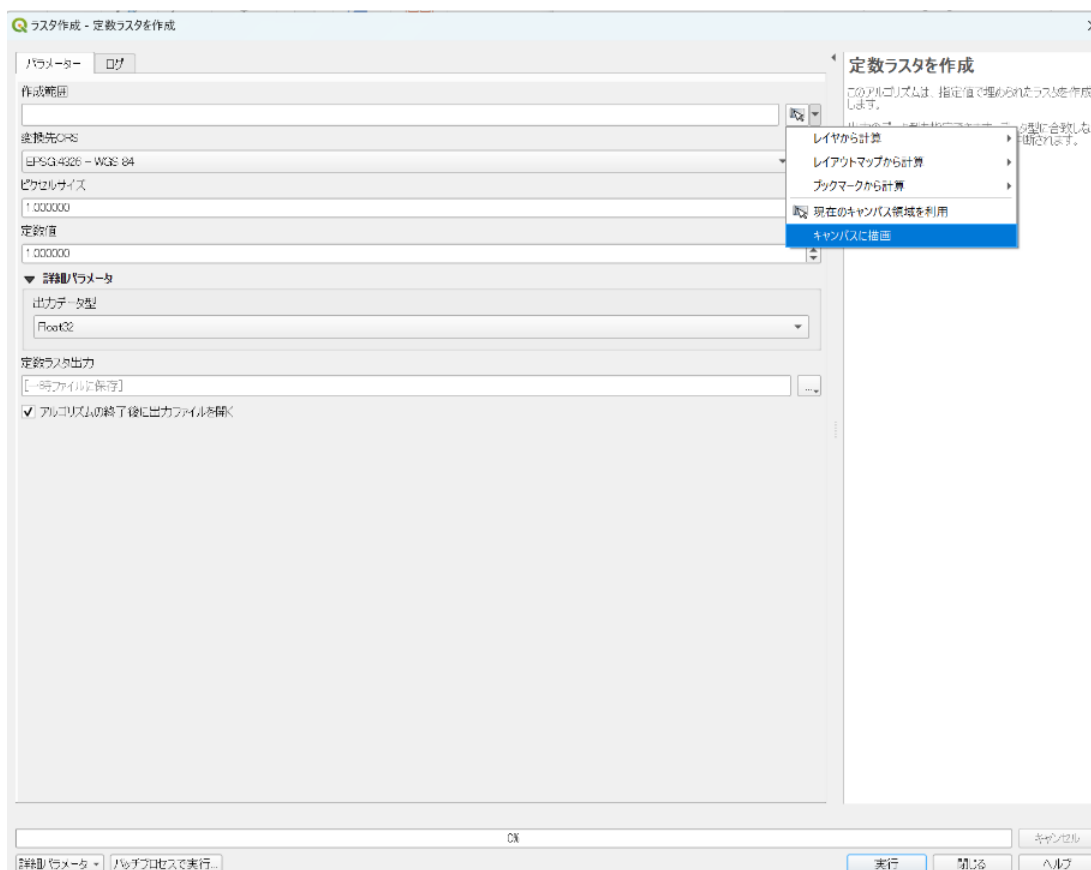 ラスタ作成 - 定数ラスタを作成
パラメーター ログ
作成範囲
変換先CRS
EPSG:4326 - WGS 84
ピクセルサイズ
1.000000
定数値
1.000000
詳細パラメータ
出力データ型
Float32
定数ラスタ出力
[一時ファイルに保存]
アルゴリズムの終了後に出力ファイルを開く
レイヤから計算
レイアウトマップから計算
ブックマークから計算
現在のキャンバス領域を利用
キャンバスに描画
定数ラスタを作成
このアルゴリズムは、指定値で埋められたラスタを作成
します。
型に合致しな
断されます。
0%
キャンセル
詳細パラメータ バッチプロセスで実行...
実行 閉じる ヘルプ